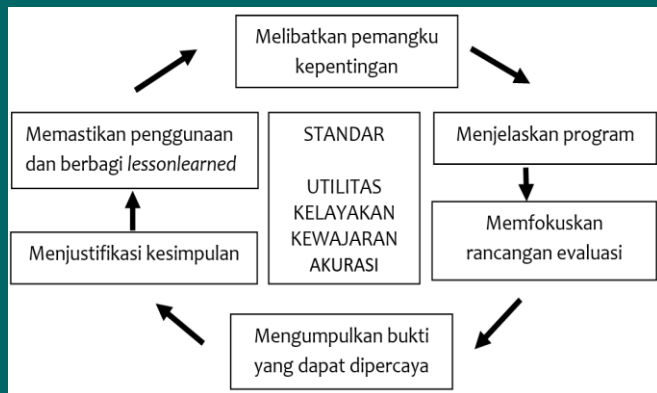 Melibatkan pemangku
kepentingan
Memastikan penggunaan
dan berbagi lessonlearned
STANDAR
UTILITAS
KELAYAKAN
KEWAJARAN
AKURASI
Menjelaskan program
Memfokuskan
rancangan evaluasi
Menjustifikasi kesimpulan
Mengumpulkan bukti
yang dapat dipercaya